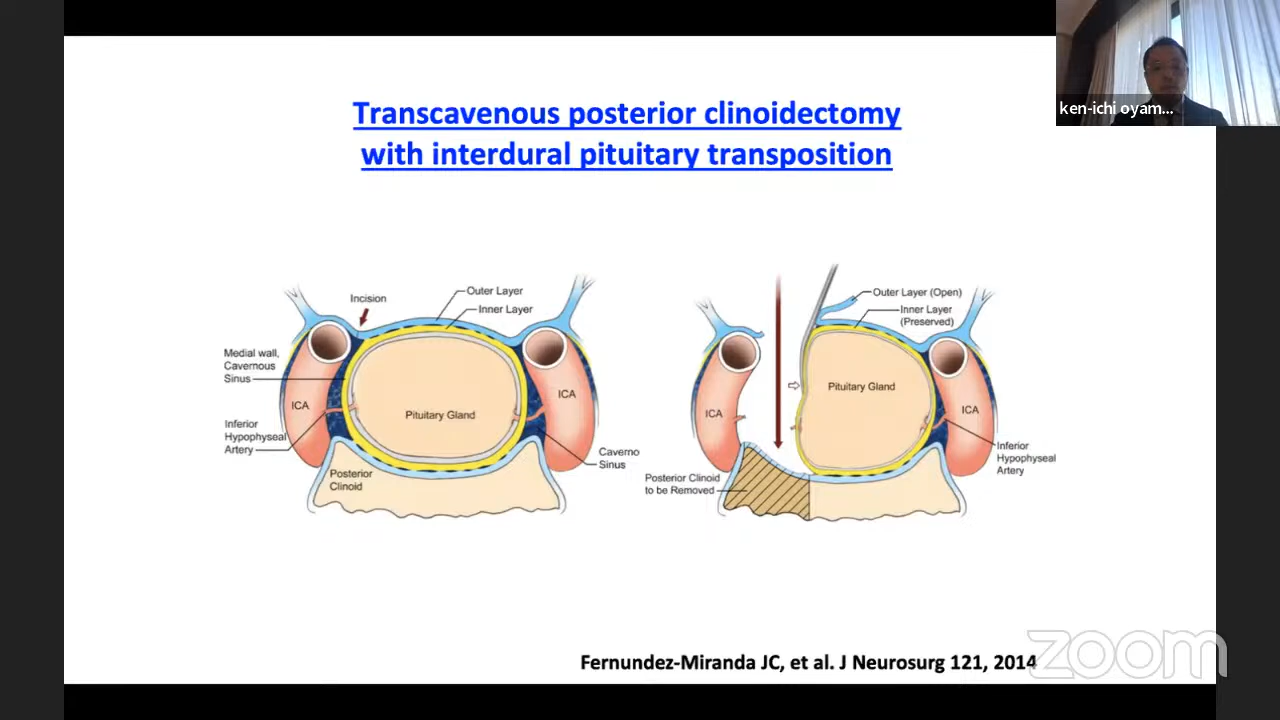 Transcavenous posterior clinoidectomy
with interdural pituitary transposition
ken-ichi oyam...
Incision
Outer Layer
Inner Layer
Medial wall,
Cavernous
Sinus
ICA
Pituitary Gland
ICA
Inferior
Hypophyseal
Artery
Posterior
Clinoid
Caverno
Sinus
Outer Layer (Open)
Inner Layer
(Preserved)
Pituitary Gland
ICA
ICA
Inferior
Hypophyseal
Artery
Posterior Clinoid
to be Removed
Fernundez-Miranda JC, et al. J Neurosurg 121, 2014
zoom